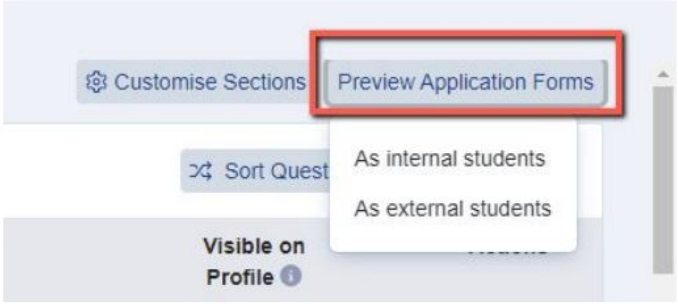 Customise Sections
Preview Application Forms
Sort Quest
As internal students
As external students
Visible on
Profile